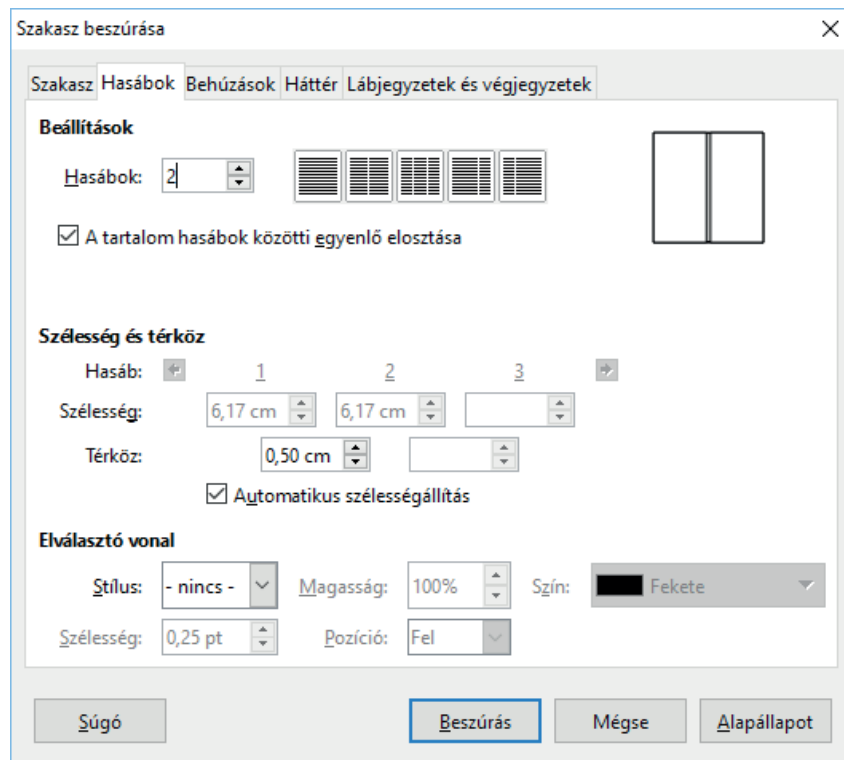 Szakasz beszúrása
Szakasz Hasábok Behúzások Háttér Lábjegyzetek és végjegyzetek
Beállítások
Hasábok: 2
A tartalom hasábok közötti egyenlő elosztása
Szélesség és térköz
Hasáb: 1 2 3
Szélesség: 6,17 cm 6,17 cm
Térköz: 0,50 cm
Automatikus szélességállítás
Elválasztó vonal
Stílus: - nincs - Magasság: 100% Szín: Fekete
Szélesség: 0,25 pt Pozíció: Fel
Súgó Beszúrás Mégse Alapállapot